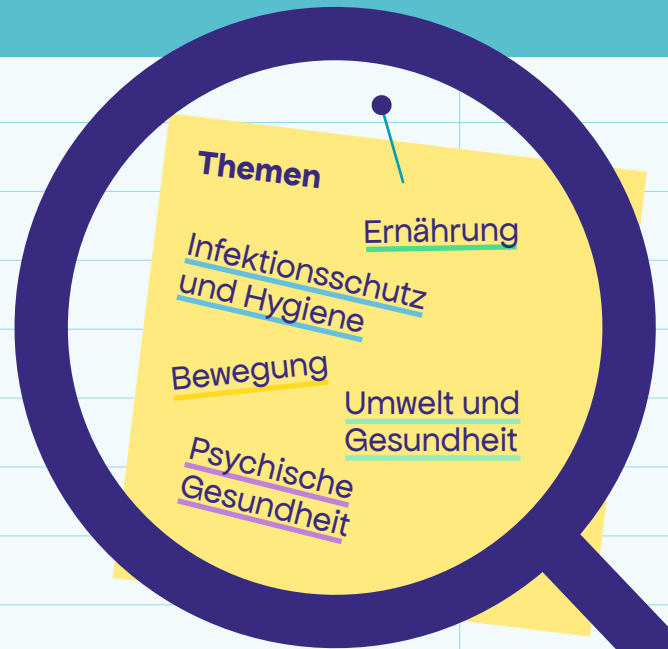 Themen
Ernährung
Infektionsschutz
und Hygiene
Bewegung
Umwelt und
Gesundheit
Psychische
Gesundheit